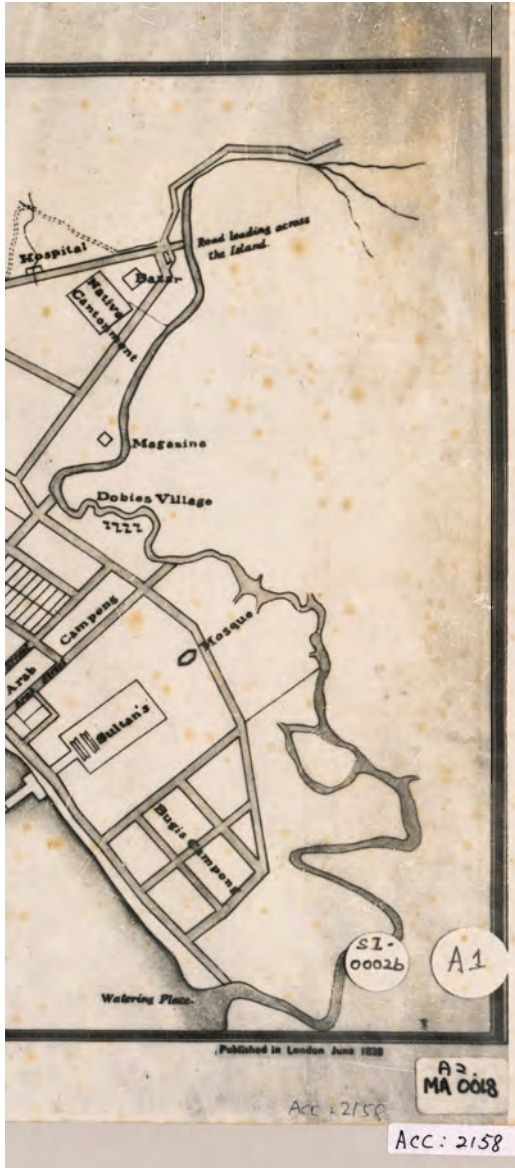 Road leading across
the Island
Hospital
Bazar
Native
Cantonment
Magazine
Dobies Village
Campong
Mosque
Arab
Sultan's
Bugis Campong
SI-
0002b
A1
Watering Place
Published in London June 1828
A2.
MA 0018
Acc: 2158
Acc: 2158